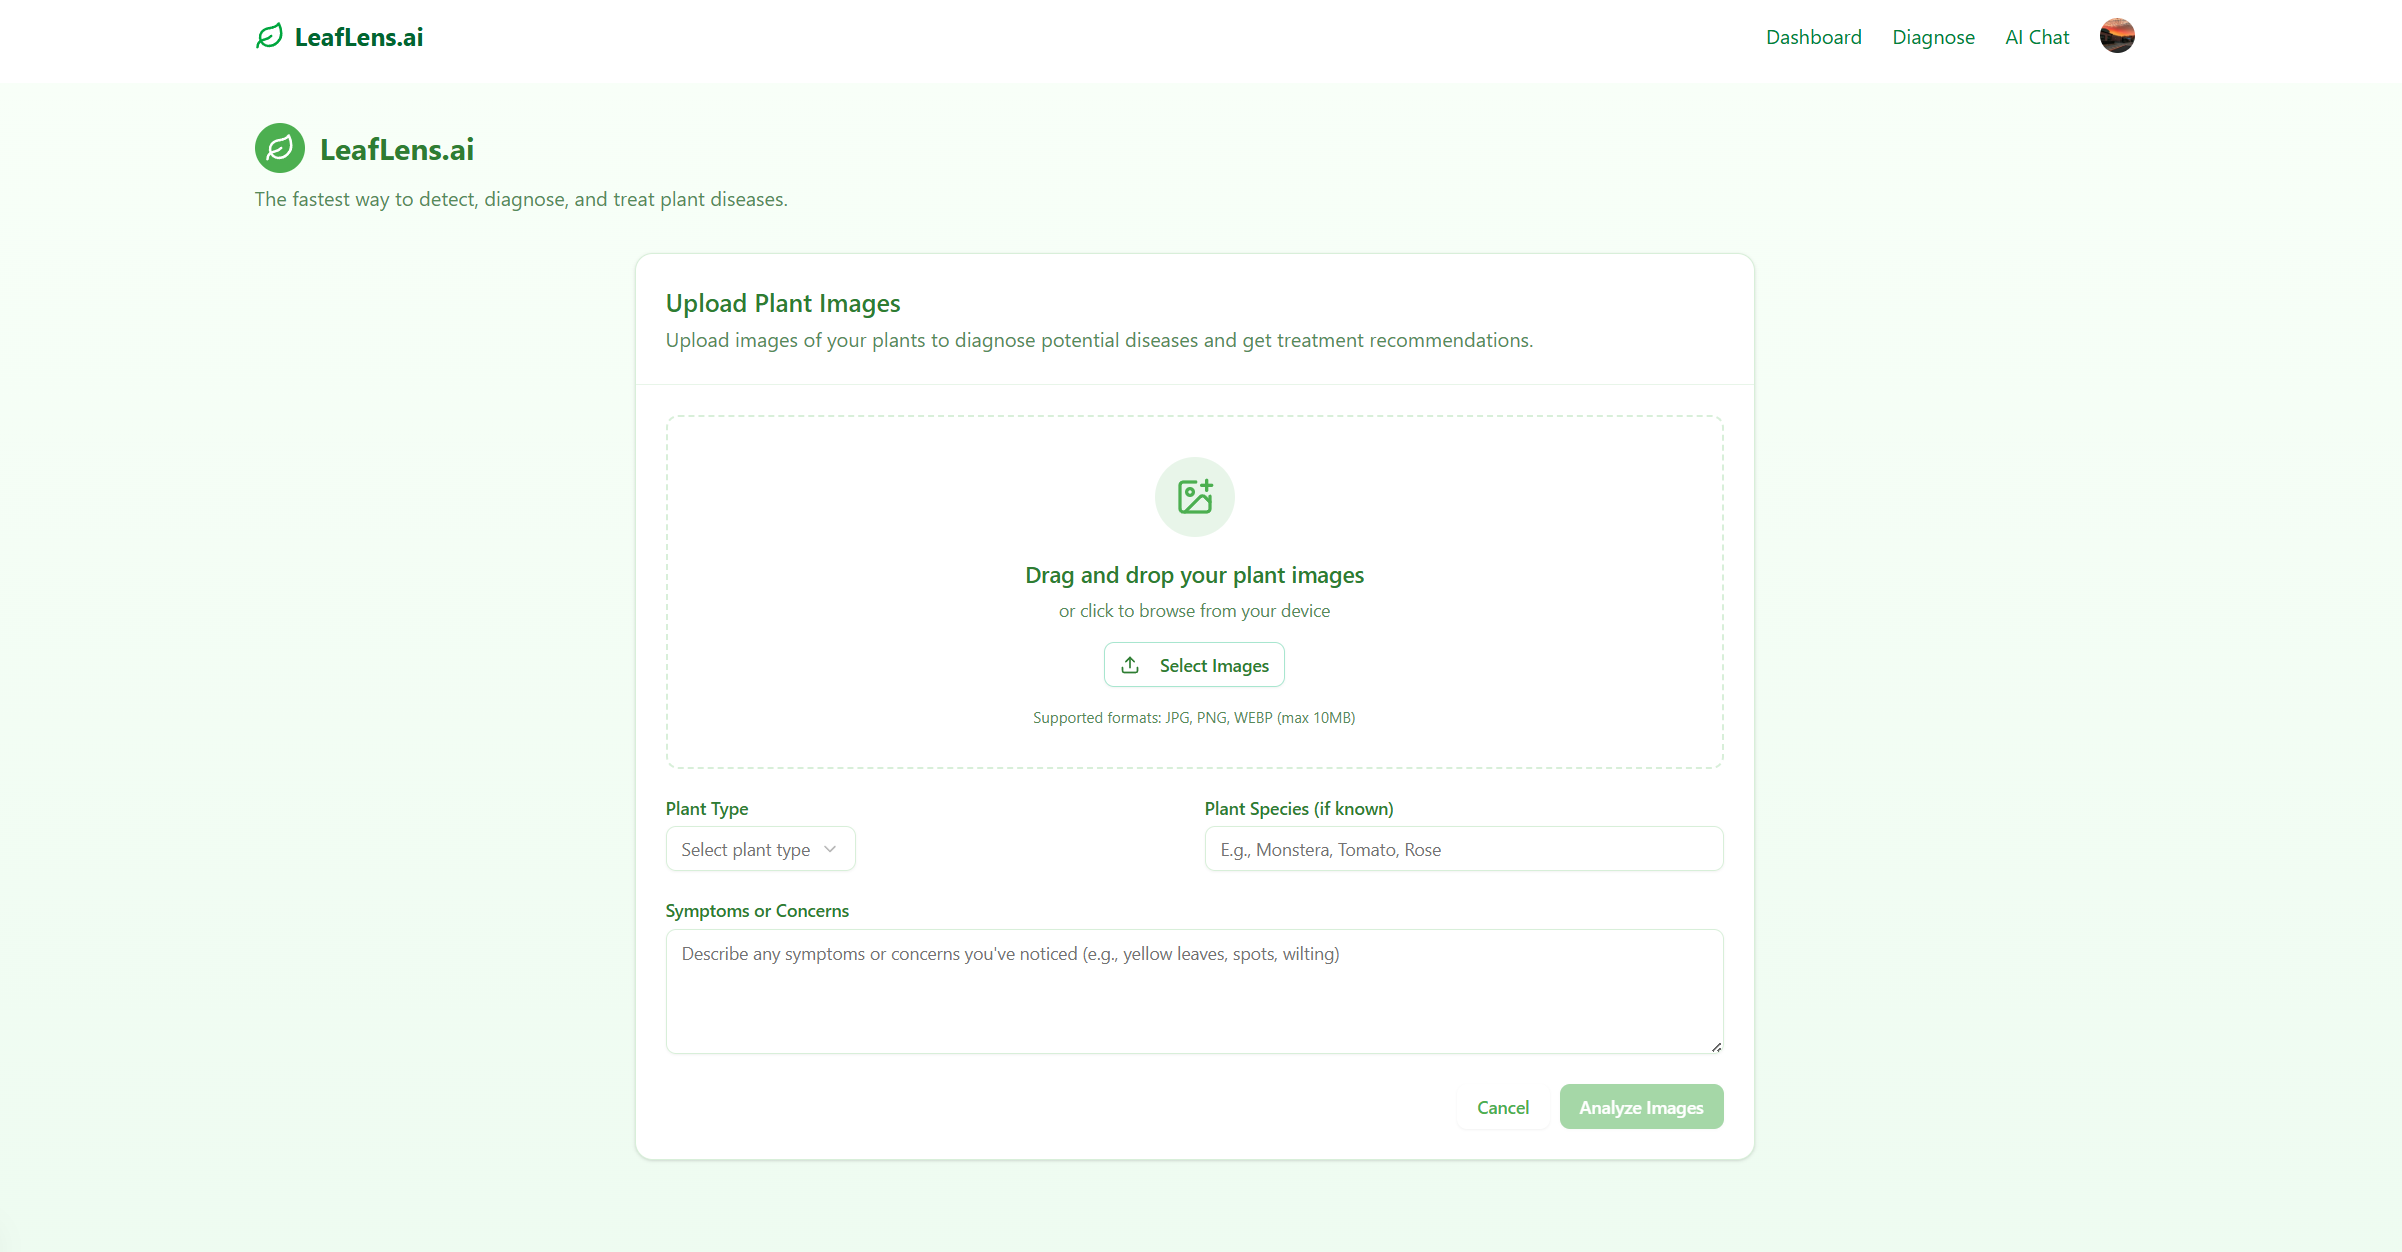 LeafLens.ai
Dashboard
Diagnose
AI Chat
LeafLens.ai
The fastest way to detect, diagnose, and treat plant diseases.
Upload Plant Images
Upload images of your plants to diagnose potential diseases and get treatment recommendations.
Drag and drop your plant images
or click to browse from your device
Select Images
Supported formats: JPG, PNG, WEBP (max 10MB)
Plant Type
Plant Species (if known)
Select plant type
E.g., Monstera, Tomato, Rose
Symptoms or Concerns
Describe any symptoms or concerns you've noticed (e.g., yellow leaves, spots, wilting)
Cancel
Analyze Images